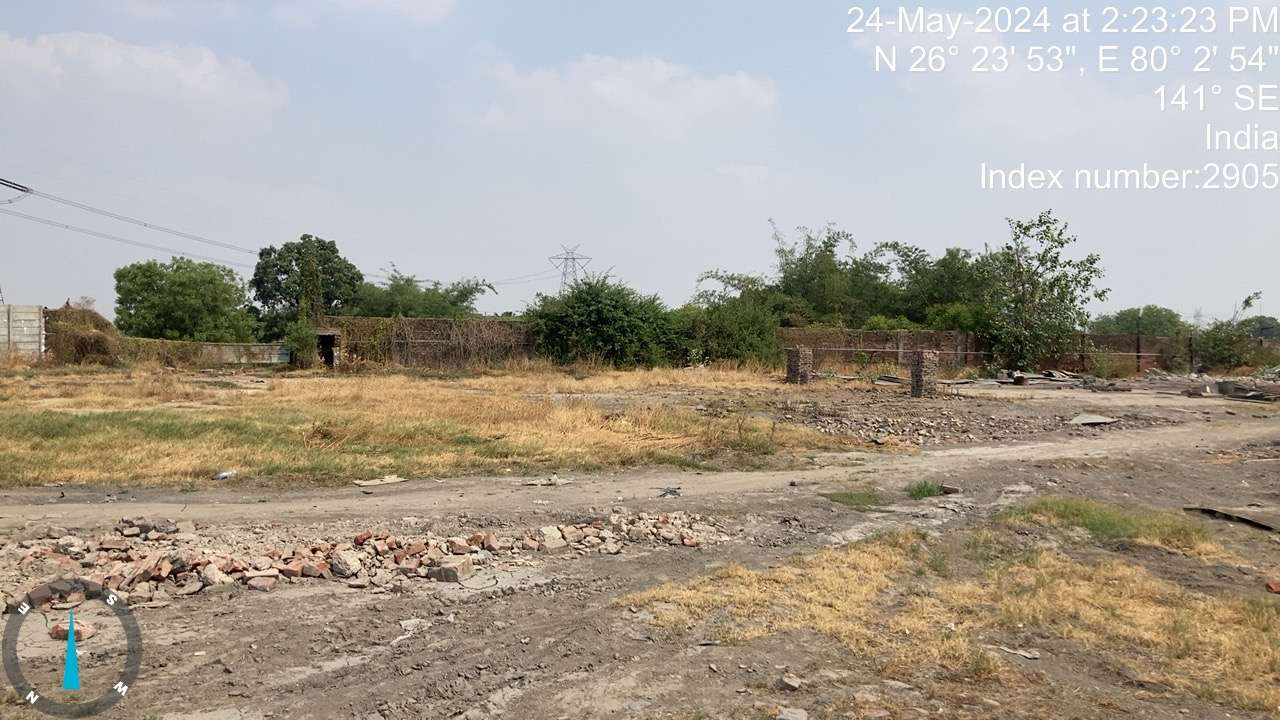 24-May-2024 at 2:23:23 PM
N 26° 23' 53", E 80° 2' 54"
141° SE
India
Index number:2905
E
S
N
W